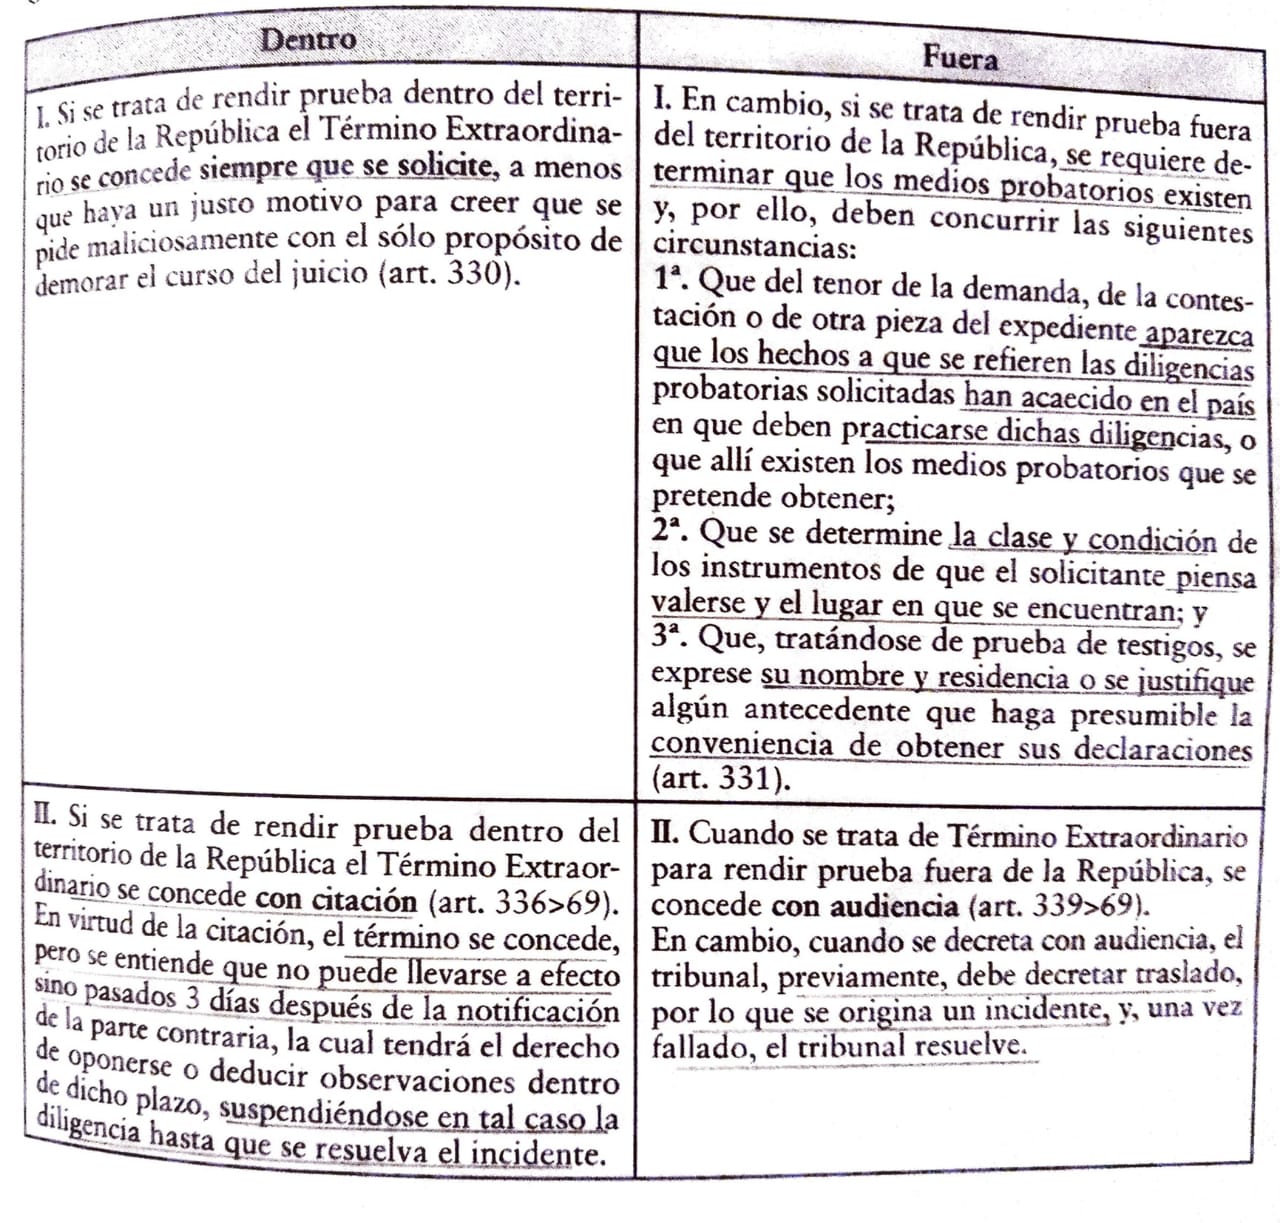 Dentro
I. Si se trata de rendir prueba dentro del terri-
torio de la República el Término Extraordina-
rio se concede siempre que se solicite, a menos
que haya un justo motivo para creer que se
pide maliciosamente con el sólo propósito de
demorar el curso del juicio (art. 330).
Fuera
I. En cambio, si se trata de rendir prueba fuera
del territorio de la República, se requiere de-
terminar que los medios probatorios existen
y, por ello, deben concurrir las siguientes
circunstancias:
1ª. Que del tenor de la demanda, de la contes-
tación o de otra pieza del expediente aparezca
que los hechos a que se refieren las diligencias
probatorias solicitadas han acaecido en el país
en que deben practicarse dichas diligencias, o
que allí existen los medios probatorios que se
pretende obtener;
2ª. Que se determine la clase y condición de
los instrumentos de que el solicitante piensa
valerse y el lugar en que se encuentran; y
3ª. Que, tratándose de prueba de testigos, se
exprese su nombre y residencia o se justifique
algún antecedente que haga presumible la
conveniencia de obtener sus declaraciones
(art. 331).
II. Si se trata de rendir prueba dentro del
territorio de la República el Término Extraor-
dinario se concede con citación (art. 336>69).
En virtud de la citación, el término se concede,
pero se entiende que no puede llevarse a efecto
sino pasados 3 días después de la notificación
de la parte contraria, la cual tendrá el derecho
de oponerse o deducir observaciones dentro
de dicho plazo, suspendiéndose en tal caso la
diligencia hasta que se resuelva el incidente.
II. Cuando se trata de Término Extraordinario
para rendir prueba fuera de la República, se
concede con audiencia (art. 339>69).
En cambio, cuando se decreta con audiencia, el
tribunal, previamente, debe decretar traslado,
por lo que se origina un incidente, y, una vez
fallado, el tribunal resuelve.